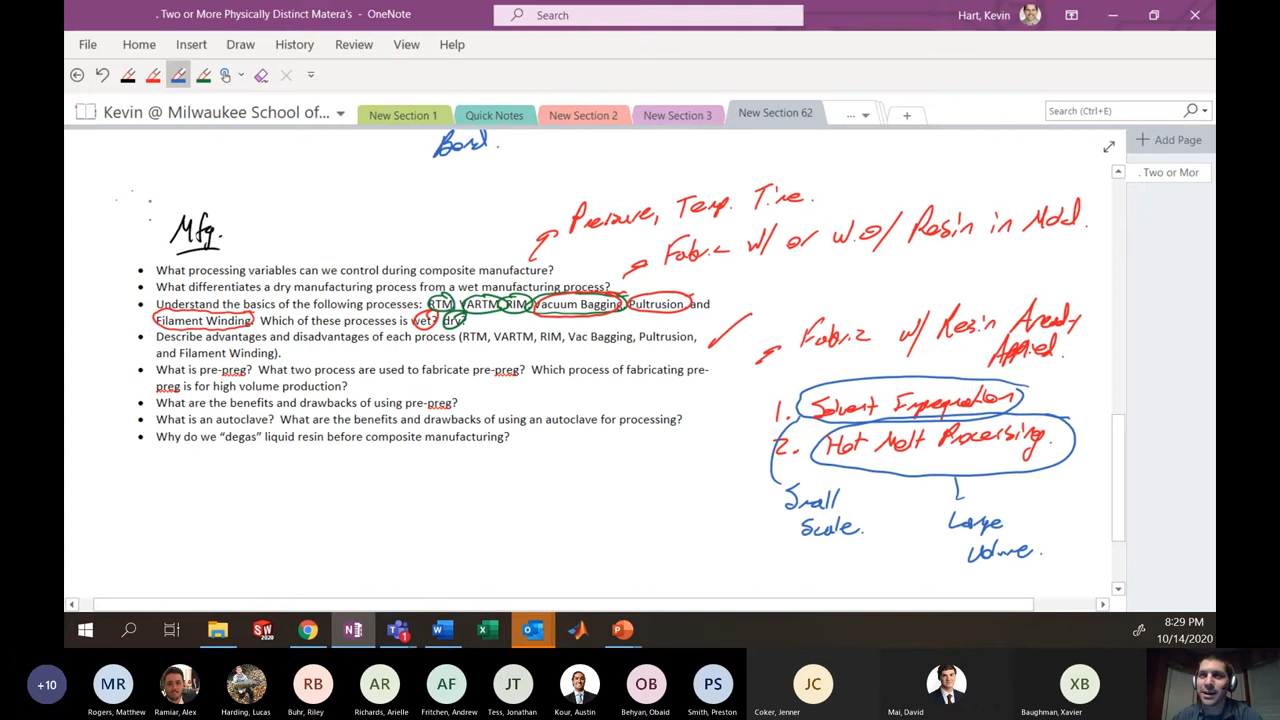 . Two or More Physically Distinct Matera's - OneNote
Search
Hart, Kevin
File Home Insert Draw History Review View Help
Kevin @ Milwaukee School of...
New Section 1
Quick Notes
New Section 2
New Section 3
New Section 62
...
Search (Ctrl+E)
Add Page
. Two or Mor
Mfg.
Pressure, Temp. Time.
Fabric w/ or w.o/ Resin in Mold.
• What processing variables can we control during composite manufacture?
• What differentiates a dry manufacturing process from a wet manufacturing process?
• Understand the basics of the following processes: RTM, VARTM, RIM, Vacuum Bagging, Pultrusion, and
Filament Winding. Which of these processes is wet? dry?
• Describe advantages and disadvantages of each process (RTM, VARTM, RIM, Vac Bagging, Pultrusion,
and Filament Winding).
• What is pre-preg? What two process are used to fabricate pre-preg? Which process of fabricating pre-
preg is for high volume production?
• What are the benefits and drawbacks of using pre-preg?
• What is an autoclave? What are the benefits and drawbacks of using an autoclave for processing?
• Why do we “degas” liquid resin before composite manufacturing?
Fabric w/ Resin Already
Applied.
1. Solvent Impregnation
2. Hot Melt Processing.
Small
Scale.
Large
Volume.
8:29 PM
10/14/2020
+10
MR
RB
AR
AF
JT
OB
PS
JC
XB
Rogers, Matthew
Ramiar, Alex
Harding, Lucas
Buhr, Riley
Richards, Arielle
Fritchen, Andrew
Tess, Jonathan
Kour, Austin
Behyan, Obaid
Smith, Preston
Coker, Jenner
Mai, David
Baughman, Xavier